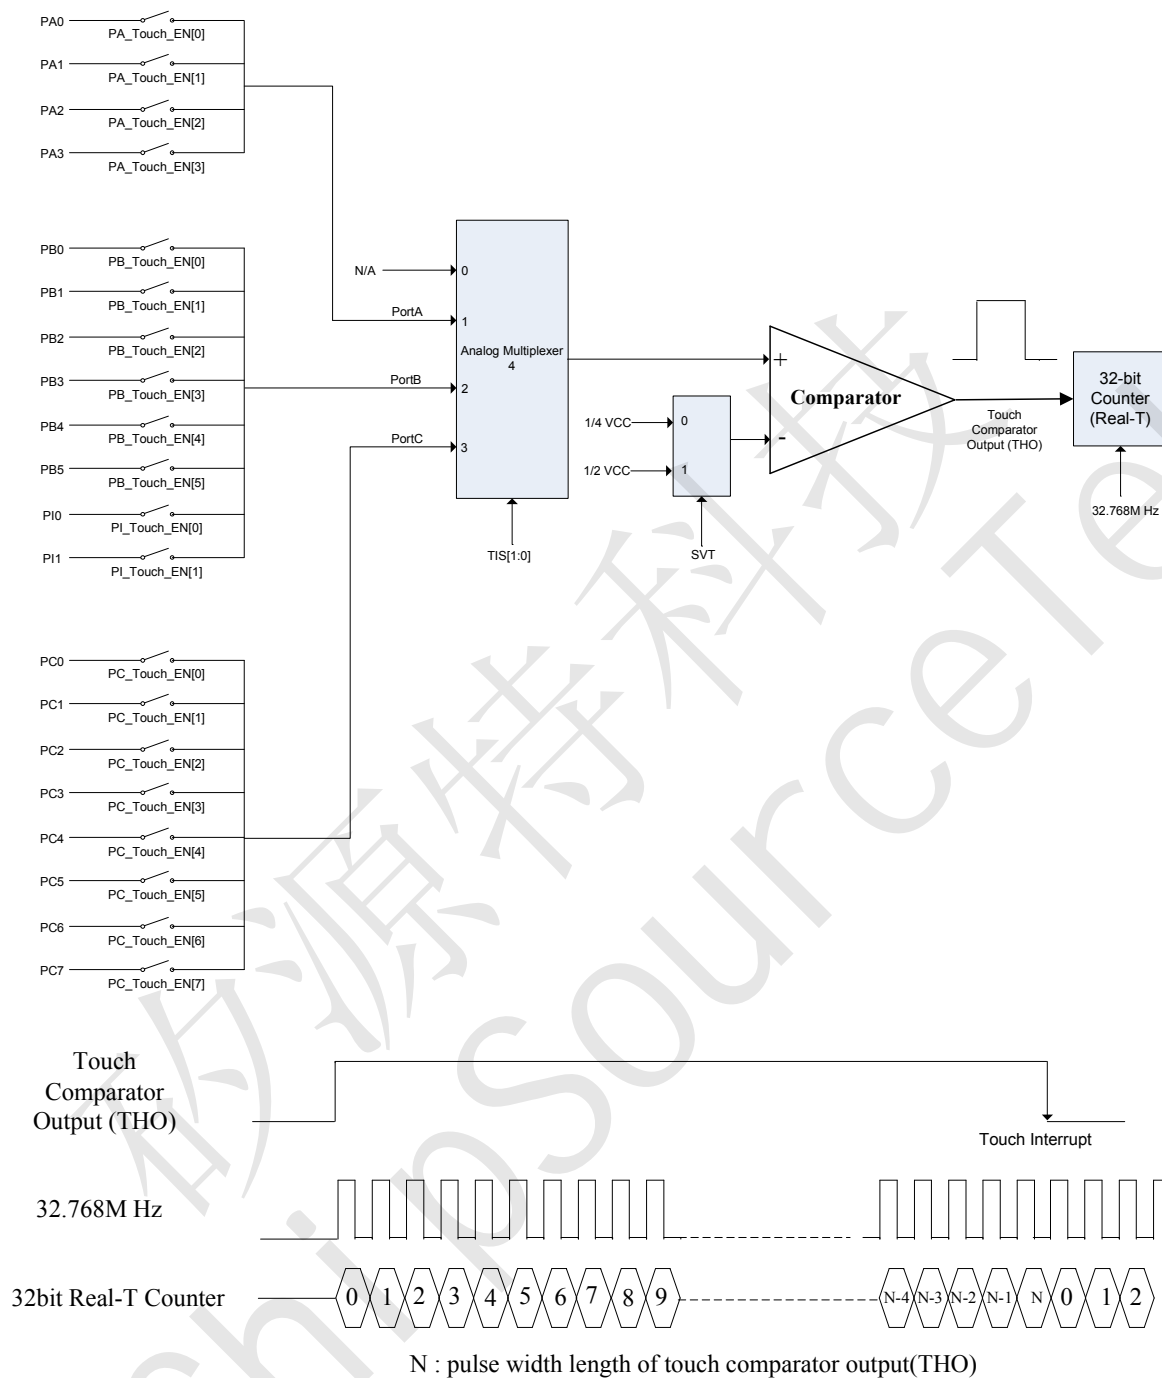 PA0
PA_Touch_EN[0]
PA1
PA_Touch_EN[1]
PA2
PA_Touch_EN[2]
PA3
PA_Touch_EN[3]
PB0
PB_Touch_EN[0]
PB1
PB_Touch_EN[1]
PB2
PB_Touch_EN[2]
PB3
PB_Touch_EN[3]
PB4
PB_Touch_EN[4]
PB5
PB_Touch_EN[5]
PI0
PI_Touch_EN[0]
PI1
PI_Touch_EN[1]
PC0
PC_Touch_EN[0]
PC1
PC_Touch_EN[1]
PC2
PC_Touch_EN[2]
PC3
PC_Touch_EN[3]
PC4
PC_Touch_EN[4]
PC5
PC_Touch_EN[5]
PC6
PC_Touch_EN[6]
PC7
PC_Touch_EN[7]
N/A
0
PortA
1
Analog Multiplexer
4
PortB
2
PortC
3
TIS[1:0]
1/4 VCC
0
1/2 VCC
1
SVT
+
Comparator
-
Touch
Comparator
Output (THO)
32-bit
Counter
(Real-T)
32.768M Hz
Touch
Comparator
Output (THO)
Touch Interrupt
32.768M Hz
32bit Real-T Counter
0 1 2 3 4 5 6 7 8 9 N-4 N-3 N-2 N-1 N 0 1 2
N : pulse width length of touch comparator output(THO)
矽源特科技
ChipSourceTe